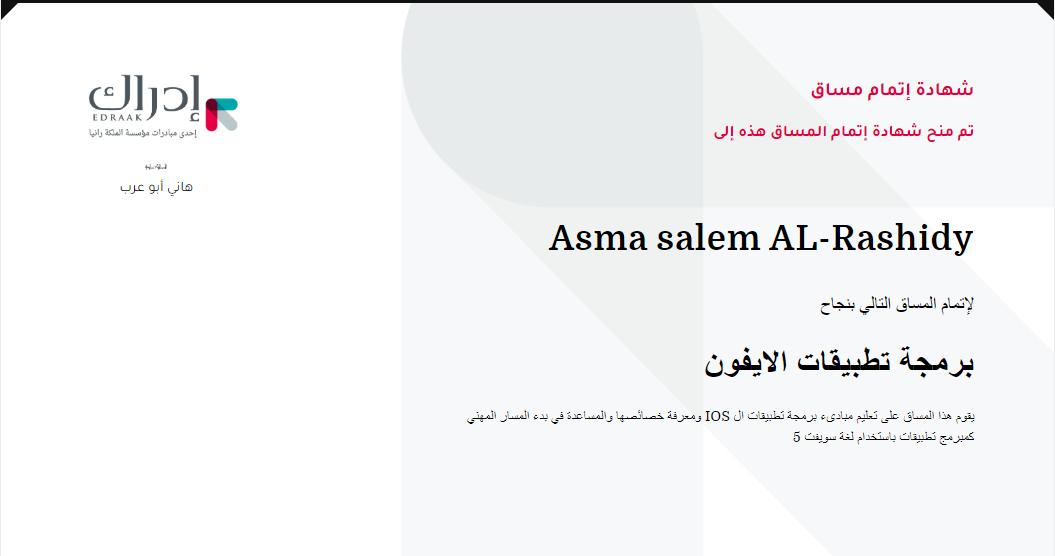 شهادة إتمام مساق
تم منح شهادة إتمام المساق هذه إلى
Asma salem AL-Rashidy
لإتمام المساق التالي بنجاح
برمجة تطبيقات الايفون
يقوم هذا المساق على تعليم مبادىء برمجة تطبيقات ال IOS ومعرفة خصائصها والمساعدة في بدء المسار المهني
كمبرمج تطبيقات باستخدام لغة سويفت 5
إدراك
EDRAAK
إحدى مبادرات مؤسسة الملكة رانيا
هاني أبو عرب